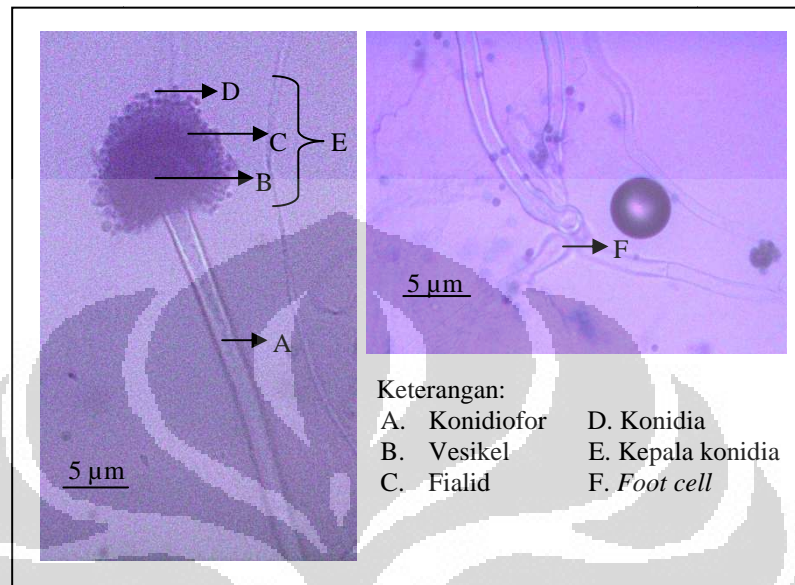 D
C
E
B
A
5 µm
F
5 µm
Keterangan:
A. Konidiofor D. Konidia
B. Vesikel E. Kepala konidia
C. Fialid F. Foot cell